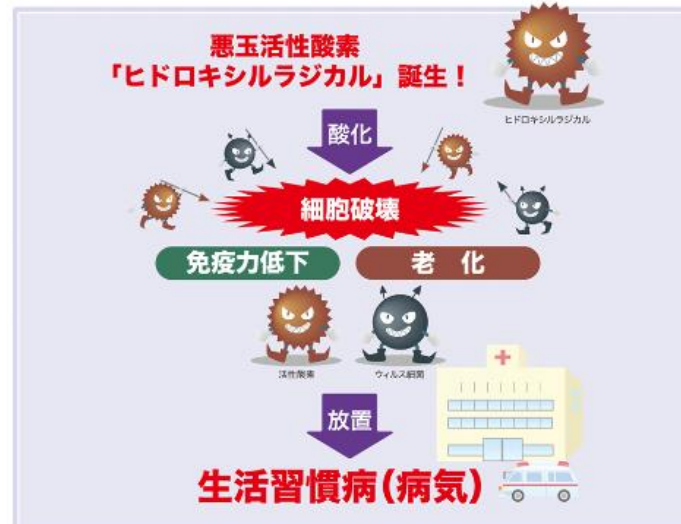 悪玉活性酸素
「ヒドロキシルラジカル」誕生！
ヒドロキシルラジカル
酸化
細胞破壊
免疫力低下
老 化
活性酸素
ウィルス細菌
放置
生活習慣病(病気)